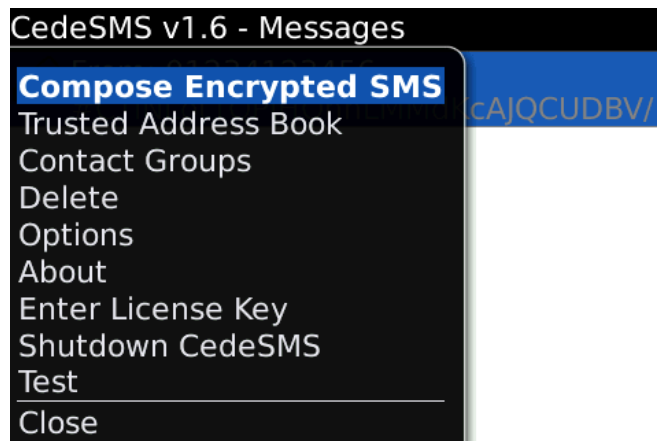 CedeSMS v1.6 - Messages
Compose Encrypted SMS
cAJQCUDBV/
Trusted Address Book
Contact Groups
Delete
Options
About
Enter License Key
Shutdown CedeSMS
Test
Close